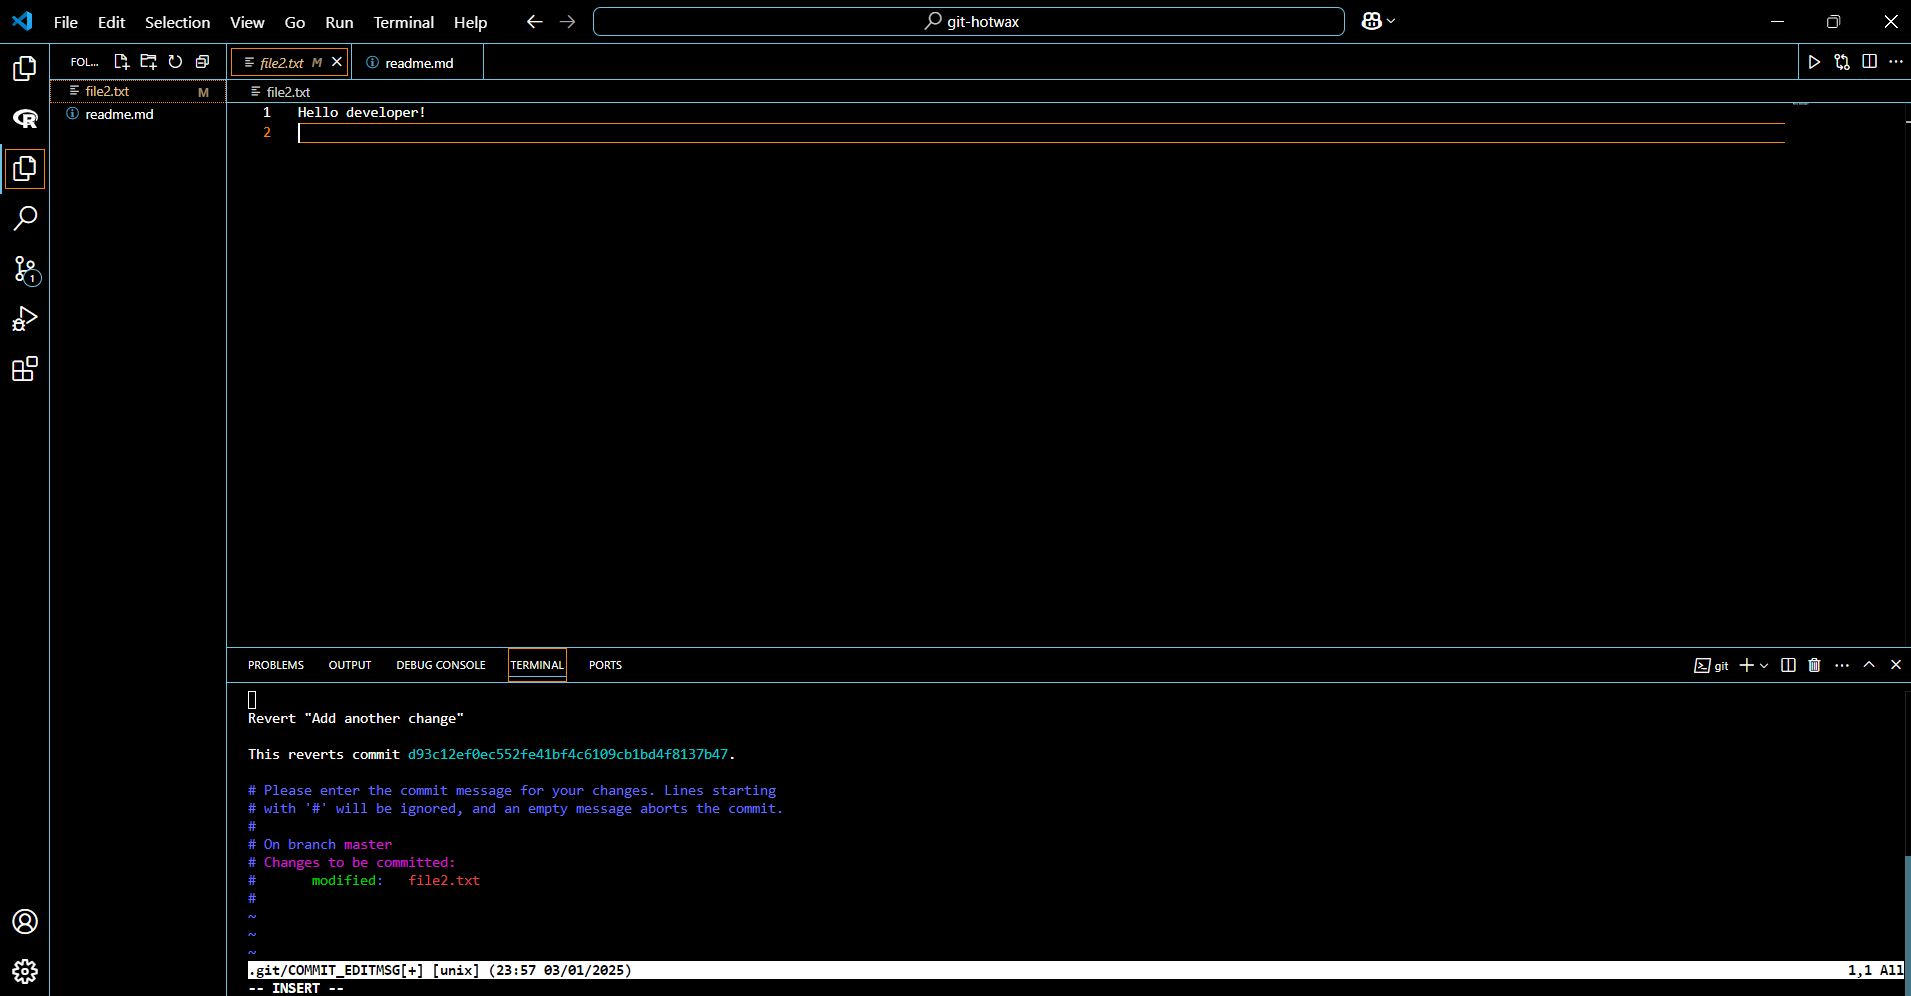 File Edit Selection View Go Run Terminal Help
git-hotwax
FOL...
file2.txt M
readme.md
file2.txt M
readme.md
file2.txt
1 Hello developer!
2
1
PROBLEMS OUTPUT DEBUG CONSOLE TERMINAL PORTS
git
Revert "Add another change"
This reverts commit d93c12ef0ec552fe41bf4c6109cb1bd4f8137b47.
# Please enter the commit message for your changes. Lines starting
# with '#' will be ignored, and an empty message aborts the commit.
#
# On branch master
# Changes to be committed:
# modified: file2.txt
#
~
~
~
.git/COMMIT_EDITMSG[+] [unix] (23:57 03/01/2025) 1,1 All
-- INSERT --